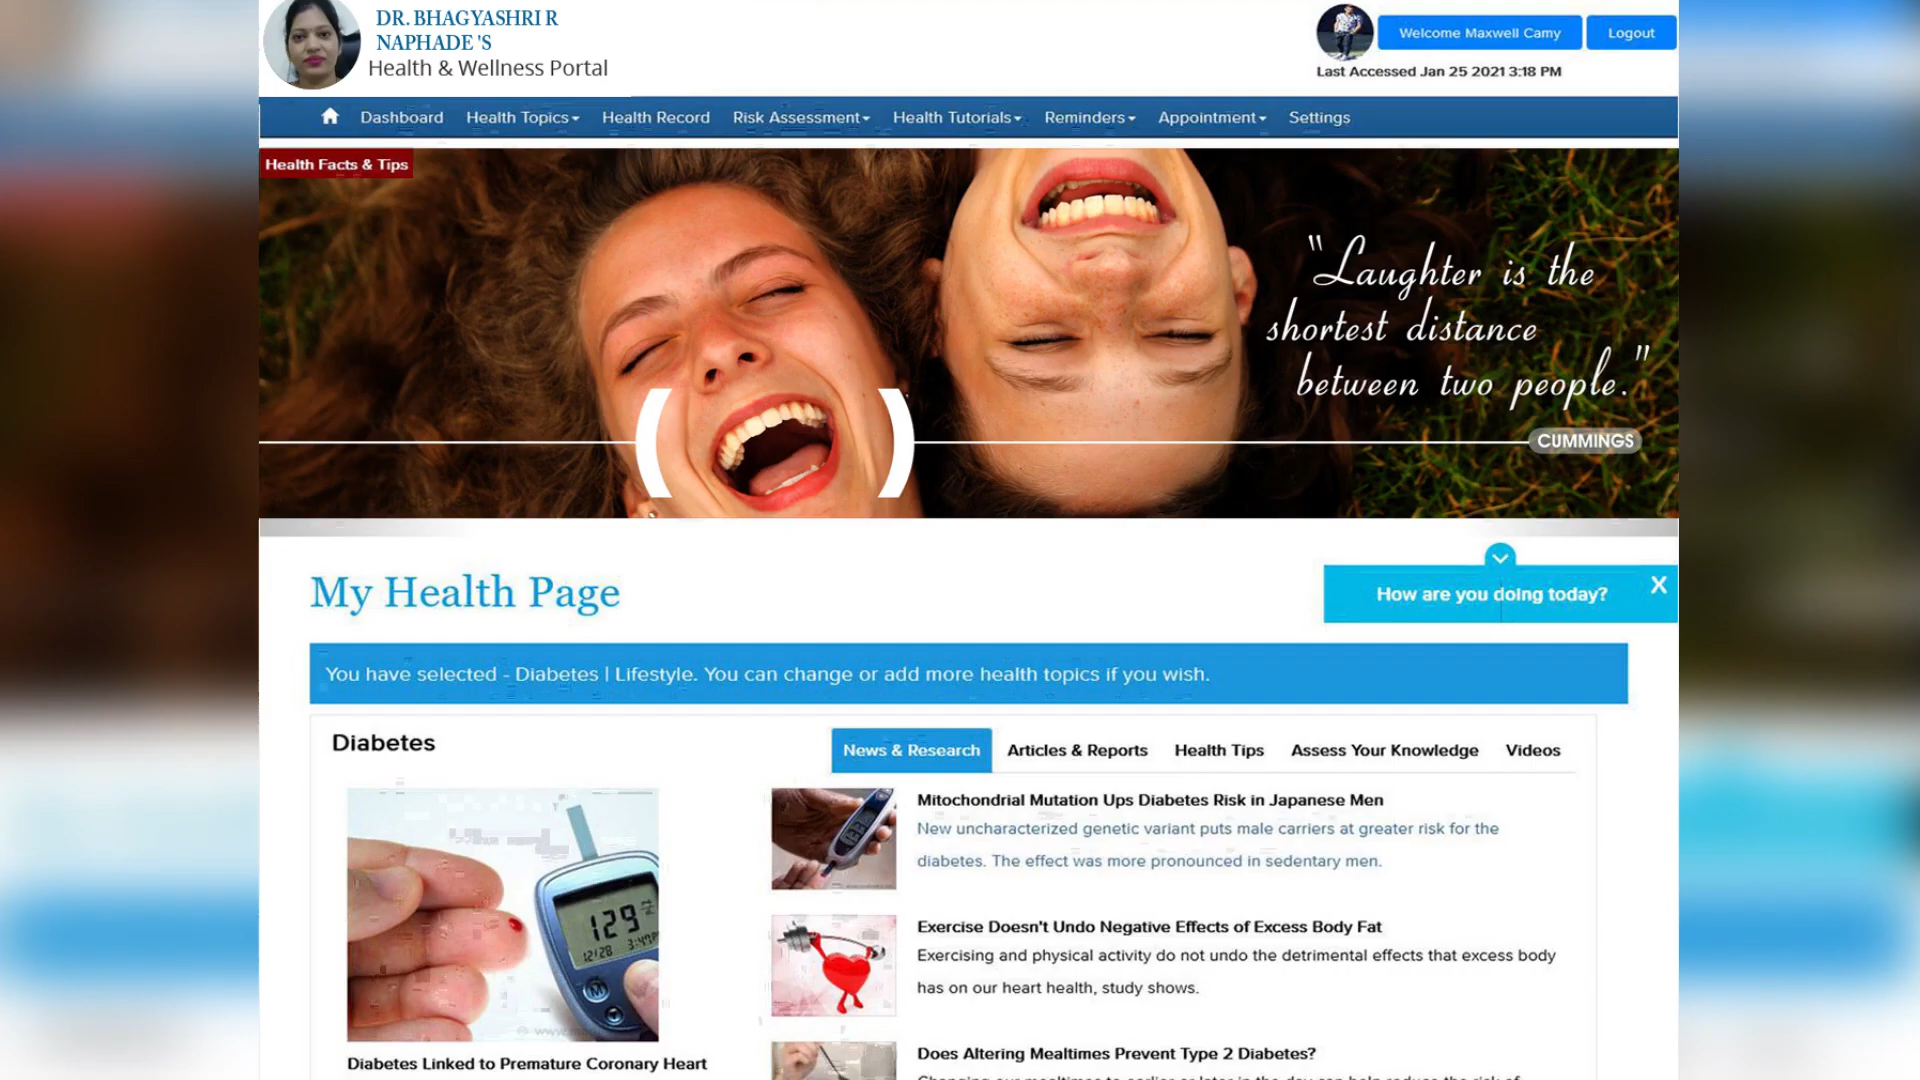 DR. BHAGYASHRI R
NAPHADE 'S
Health & Wellness Portal
Welcome Maxwell Camy
Logout
Last Accessed Jan 25 2021 3:18 PM
Dashboard
Health Topics
Health Record
Risk Assessment
Health Tutorials
Reminders
Appointment
Settings
Health Facts & Tips
"Laughter is the
shortest distance
between two people."
CUMMINGS
My Health Page
How are you doing today?
X
You have selected - Diabetes | Lifestyle. You can change or add more health topics if you wish.
Diabetes
News & Research
Articles & Reports
Health Tips
Assess Your Knowledge
Videos
129
12/28 3:47PM
M
Diabetes Linked to Premature Coronary Heart
Mitochondrial Mutation Ups Diabetes Risk in Japanese Men
New uncharacterized genetic variant puts male carriers at greater risk for the
diabetes. The effect was more pronounced in sedentary men.
Exercise Doesn't Undo Negative Effects of Excess Body Fat
Exercising and physical activity do not undo the detrimental effects that excess body
has on our heart health, study shows.
Does Altering Mealtimes Prevent Type 2 Diabetes?